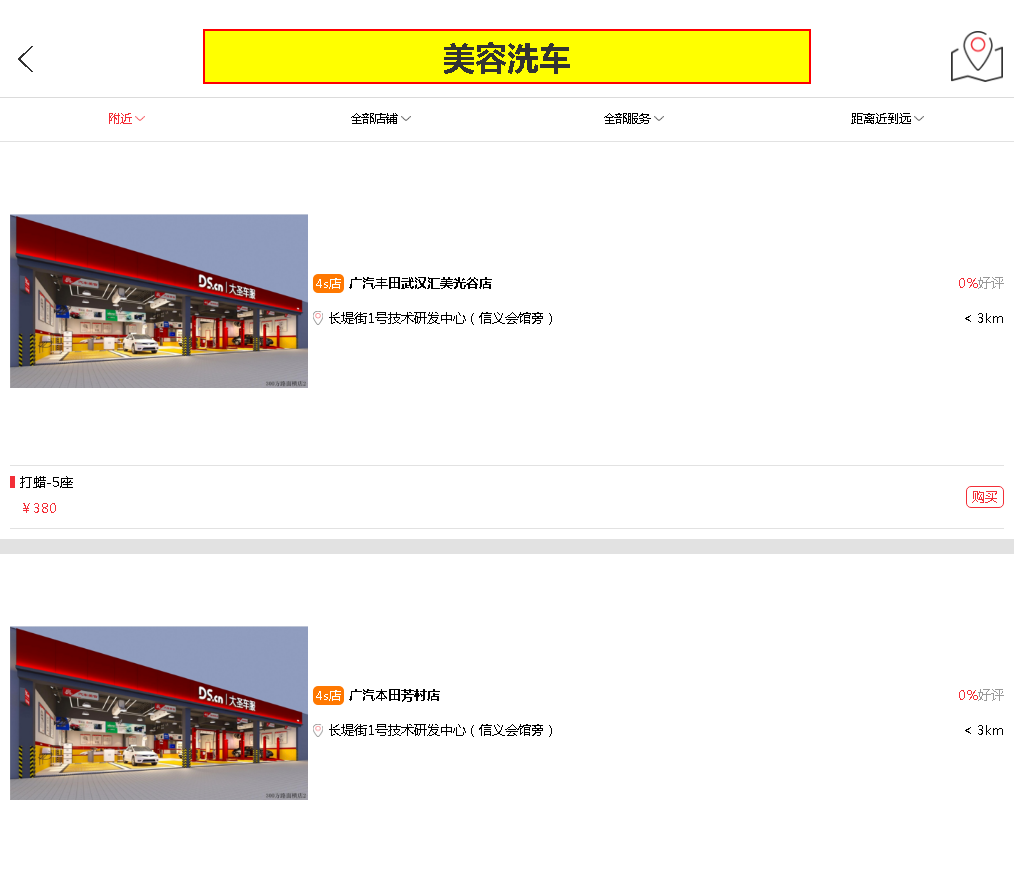 美容洗车
附近 全部店铺 全部服务 距离近到远
DS.cn 大圣车服
4s店 广汽丰田武汉汇美光谷店 0%好评
长堤街1号技术研发中心（信义会馆旁） < 3km
打蜡-5座
￥380 购买
DS.cn 大圣车服
4s店 广汽本田芳村店 0%好评
长堤街1号技术研发中心（信义会馆旁） < 3km